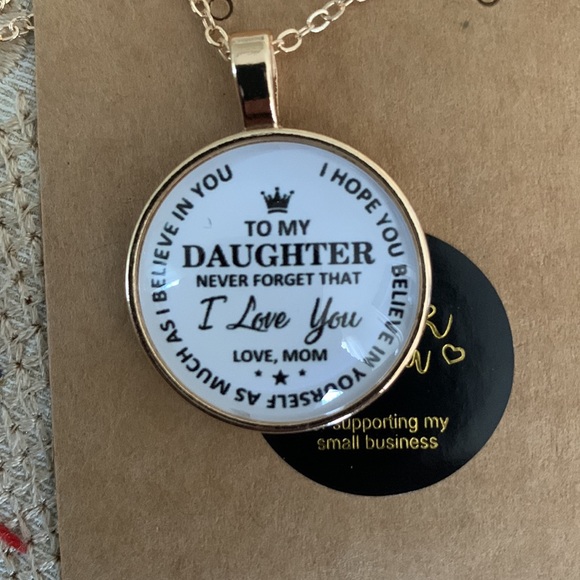 I HOPE YOU BELIEVE IN YOURSELF AS MUCH AS I BELIEVE IN YOU
TO MY
DAUGHTER
NEVER FORGET THAT
I Love You
LOVE, MOM
supporting my
small business